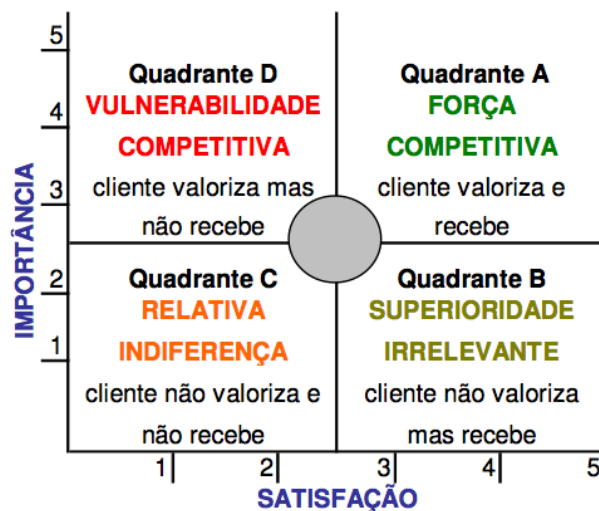 5
4
3
2
1
IMPORTÂNCIA
Quadrante D
VULNERABILIDADE
COMPETITIVA
cliente valoriza mas
não recebe
Quadrante A
FORÇA
COMPETITIVA
cliente valoriza e
recebe
Quadrante C
RELATIVA
INDIFERENÇA
cliente não valoriza e
não recebe
Quadrante B
SUPERIORIDADE
IRRELEVANTE
cliente não valoriza
mas recebe
1 2 3 4 5
SATISFAÇÃO